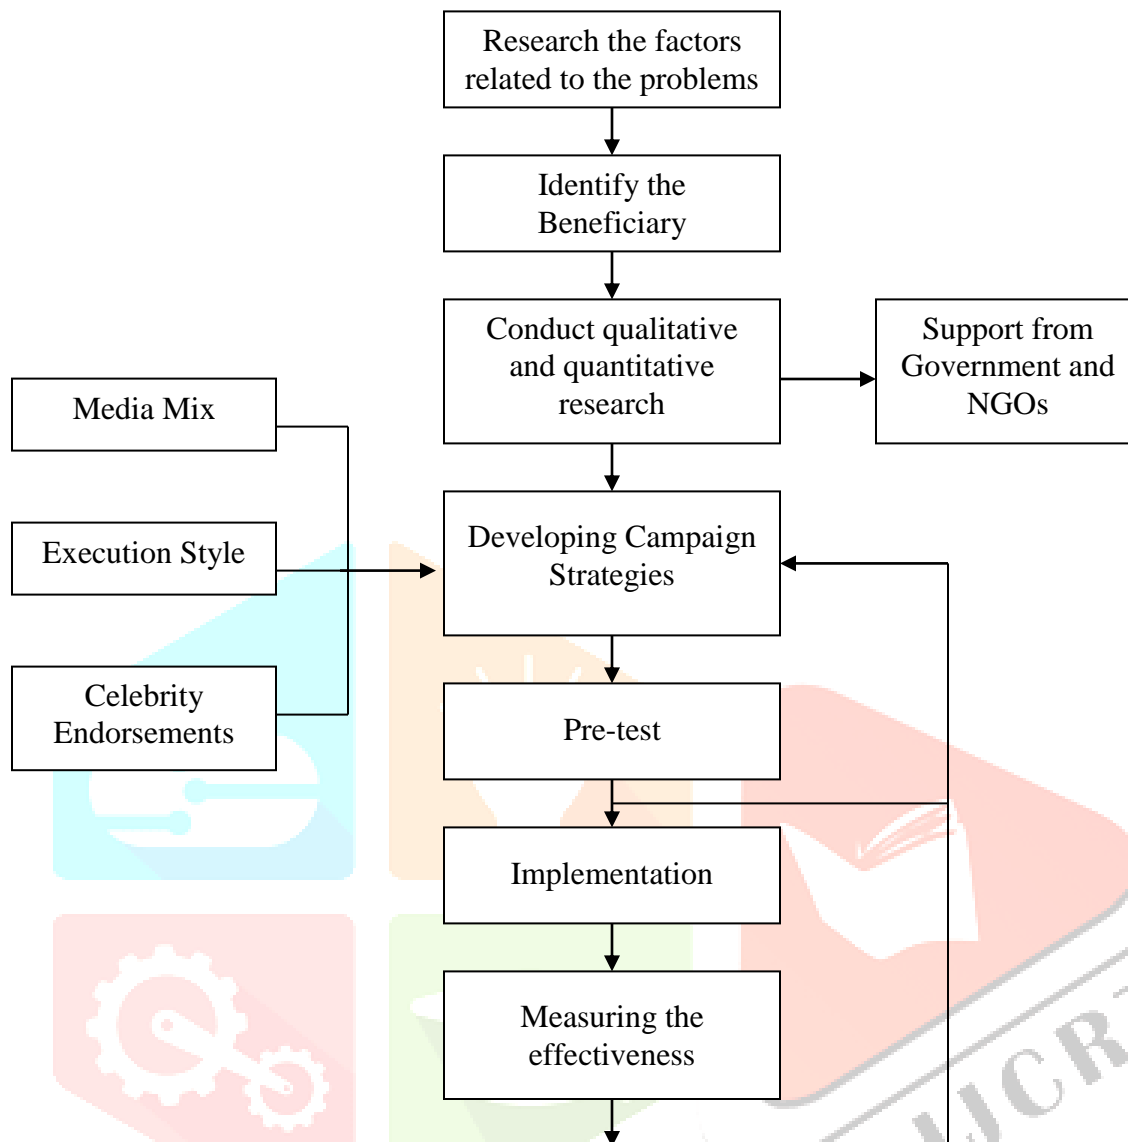 Research the factors
related to the problems
Identify the
Beneficiary
Conduct qualitative
and quantitative
research
Support from
Government and
NGOs
Media Mix
Execution Style
Celebrity
Endorsements
Developing Campaign
Strategies
Pre-test
Implementation
Measuring the
effectiveness
IJCR